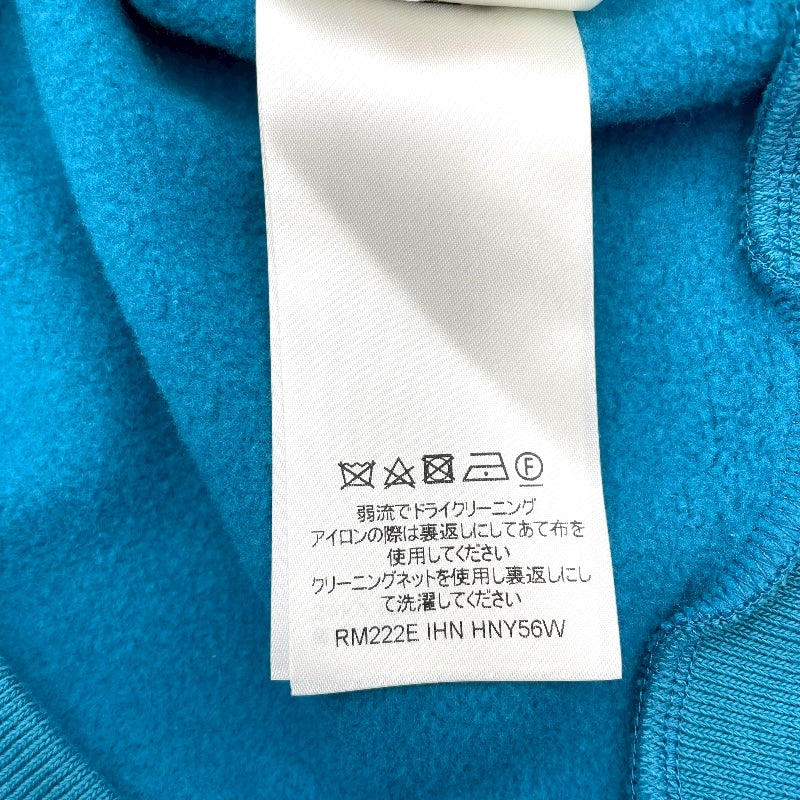 F
弱流でドライクリーニング
アイロンの際は裏返しにしてあて布を
使用してください
クリーニングネットを使用し裏返しにし
て洗濯してください
RM222E IHN HNY56W